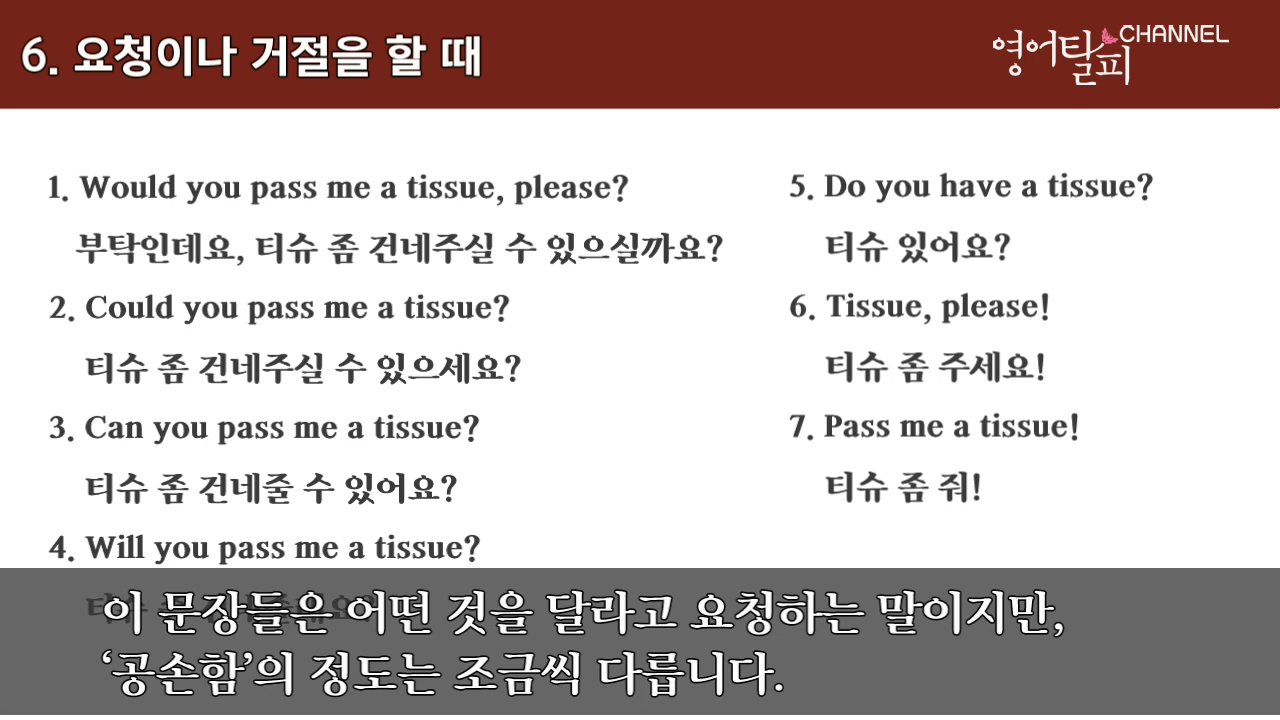 6. 요청이나 거절을 할 때
영어탈피 CHANNEL
1. Would you pass me a tissue, please?
부탁인데요, 티슈 좀 건네주실 수 있으실까요?
2. Could you pass me a tissue?
티슈 좀 건네주실 수 있으세요?
3. Can you pass me a tissue?
티슈 좀 건네줄 수 있어요?
4. Will you pass me a tissue?
5. Do you have a tissue?
티슈 있어요?
6. Tissue, please!
티슈 좀 주세요!
7. Pass me a tissue!
티슈 좀 줘!
이 문장들은 어떤 것을 달라고 요청하는 말이지만,
‘공손함’의 정도는 조금씩 다릅니다.